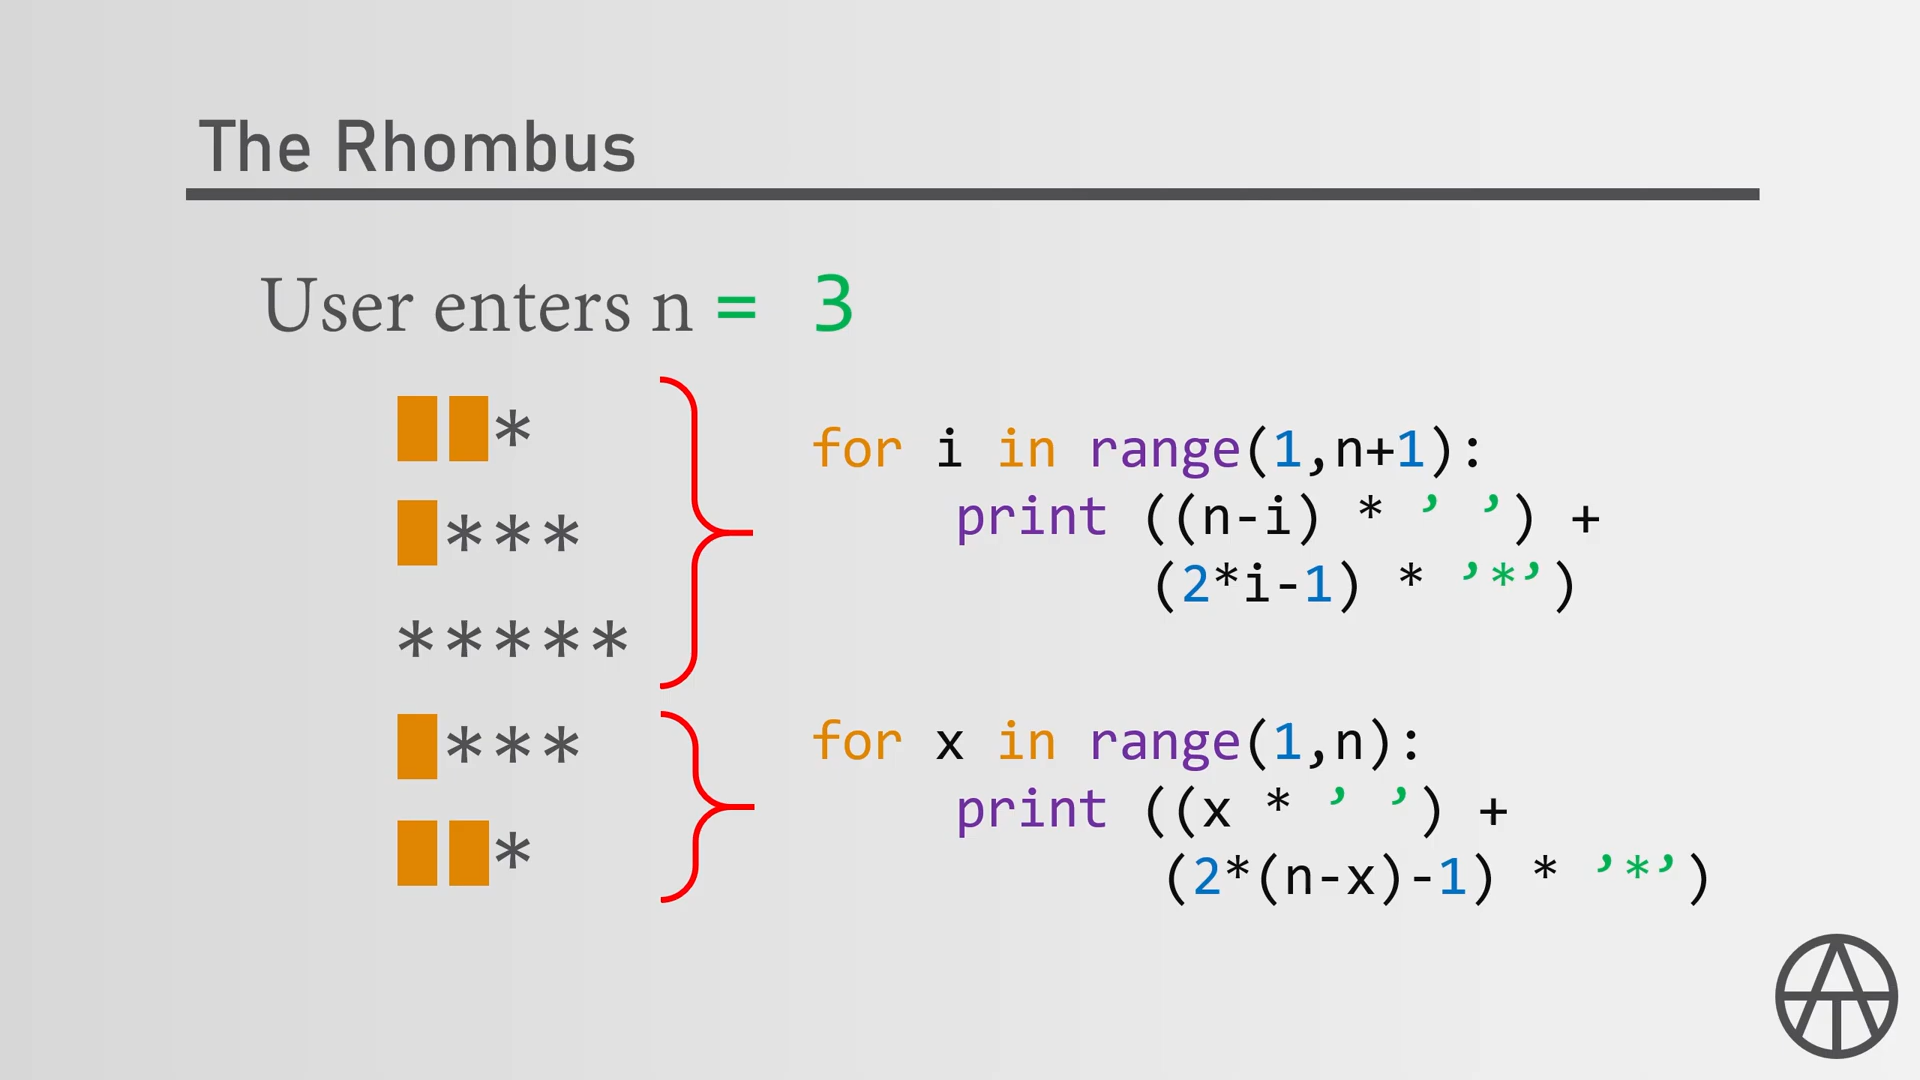 The Rhombus
User enters n = 3
*
***
*****
***
*
for i in range(1,n+1):
print ((n-i) * ’ ’) +
(2*i-1) * ’*’)
for x in range(1,n):
print ((x * ’ ’) +
(2*(n-x)-1) * ’*’)